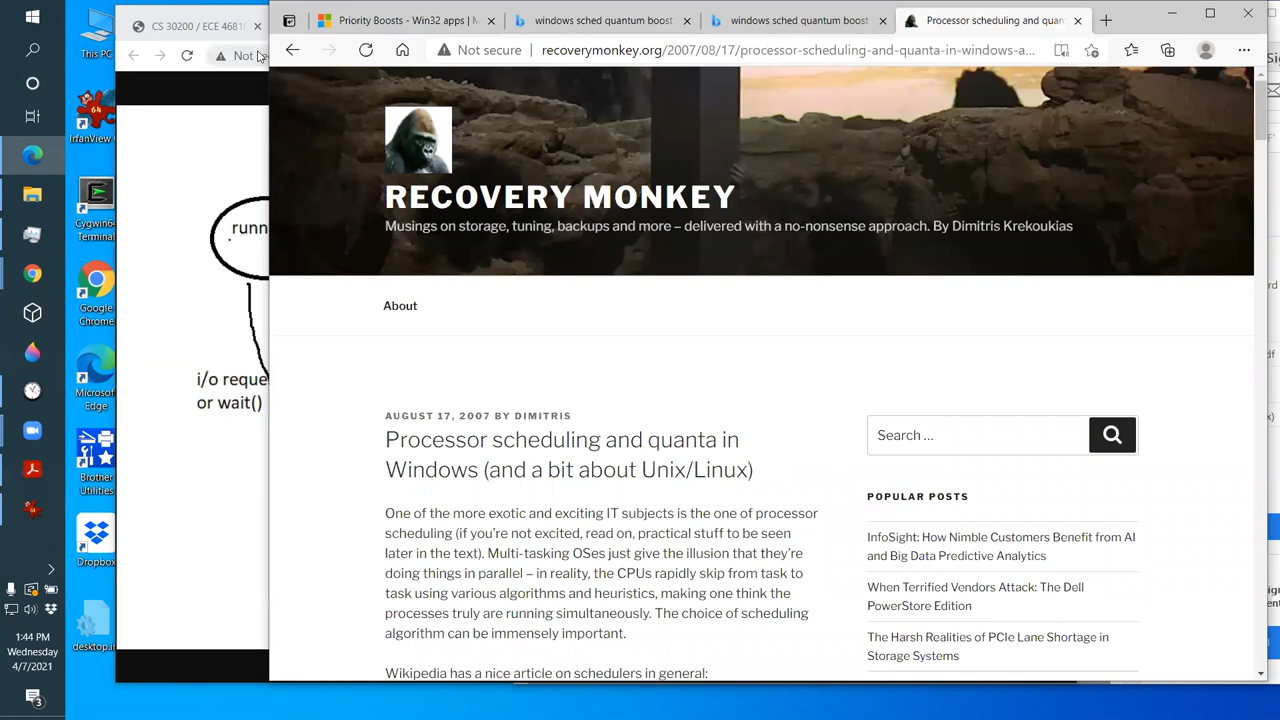 This PC
IrfanView
64
Cygwin64
Terminal
Google
Chrome
Microsoft
Edge
Brother
Utilities
Dropbox
1:44 PM
Wednesday
4/7/2021
3
CS 30200 / ECE 46810
Not
runn
i/o reque
or wait()
Priority Boosts - Win32 apps | M
windows sched quantum boost
windows sched quantum boost
Processor scheduling and quan
Not secure
recoverymonkey.org/2007/08/17/processor-scheduling-and-quanta-in-windows-a...
RECOVERY MONKEY
Musings on storage, tuning, backups and more – delivered with a no-nonsense approach. By Dimitris Krekoukias
About
AUGUST 17, 2007 BY DIMITRIS
Processor scheduling and quanta in
Windows (and a bit about Unix/Linux)
One of the more exotic and exciting IT subjects is the one of processor
scheduling (if you're not excited, read on, practical stuff to be seen
later in the text). Multi-tasking OSes just give the illusion that they're
doing things in parallel – in reality, the CPUs rapidly skip from task to
task using various algorithms and heuristics, making one think the
processes truly are running simultaneously. The choice of scheduling
algorithm can be immensely important.
Wikipedia has a nice article on schedulers in general:
Search …
POPULAR POSTS
InfoSight: How Nimble Customers Benefit from AI
and Big Data Predictive Analytics
When Terrified Vendors Attack: The Dell
PowerStore Edition
The Harsh Realities of PCIe Lane Shortage in
Storage Systems